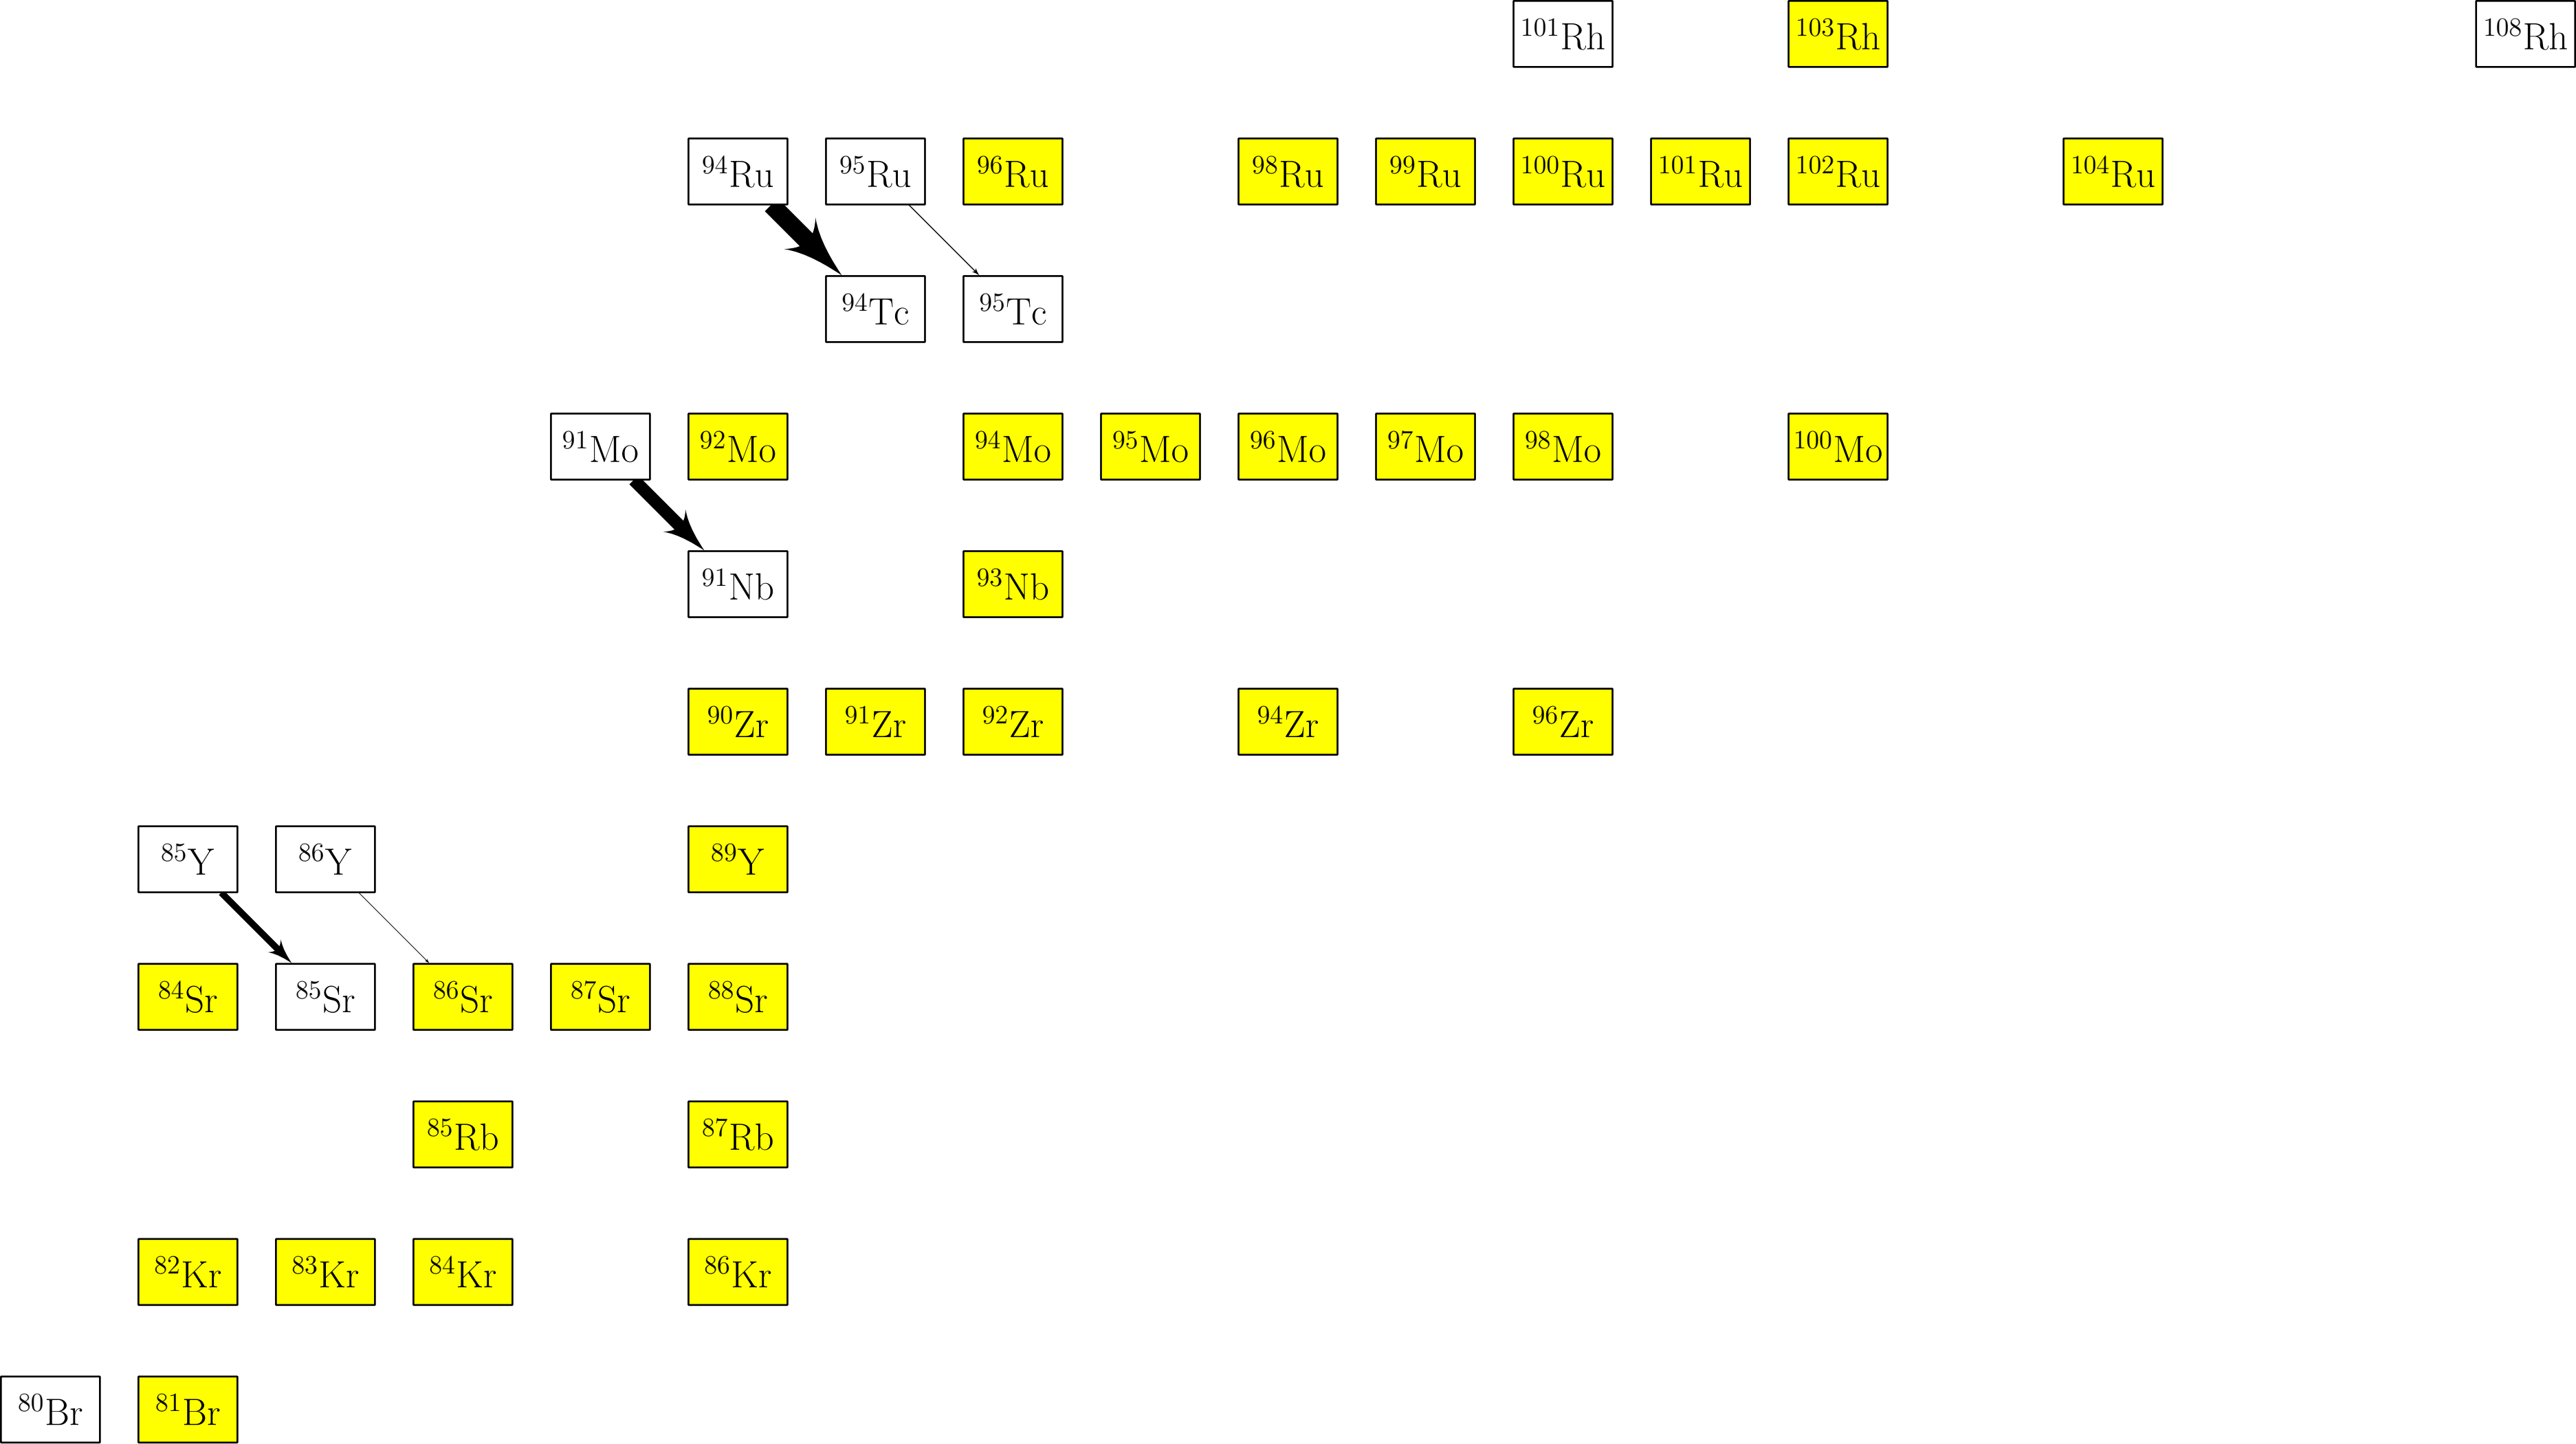 ¹⁰¹Rh ¹⁰³Rh ¹⁰⁸Rh
⁹⁴Ru ⁹⁵Ru ⁹⁶Ru ⁹⁸Ru ⁹⁹Ru ¹⁰⁰Ru ¹⁰¹Ru ¹⁰²Ru ¹⁰⁴Ru
⁹⁴Tc ⁹⁵Tc
⁹¹Mo ⁹²Mo ⁹⁴Mo ⁹⁵Mo ⁹⁶Mo ⁹⁷Mo ⁹⁸Mo ¹⁰⁰Mo
⁹¹Nb ⁹³Nb
⁹⁰Zr ⁹¹Zr ⁹²Zr ⁹⁴Zr ⁹⁶Zr
⁸⁵Y ⁸⁶Y ⁸⁹Y
⁸⁴Sr ⁸⁵Sr ⁸⁶Sr ⁸⁷Sr ⁸⁸Sr
⁸⁵Rb ⁸⁷Rb
⁸²Kr ⁸³Kr ⁸⁴Kr ⁸⁶Kr
⁸⁰Br ⁸¹Br